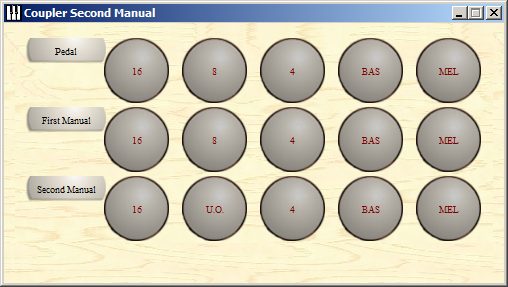 Coupler Second Manual
Pedal 16 8 4 BAS MEL
First Manual 16 8 4 BAS MEL
Second Manual 16 U.O. 4 BAS MEL